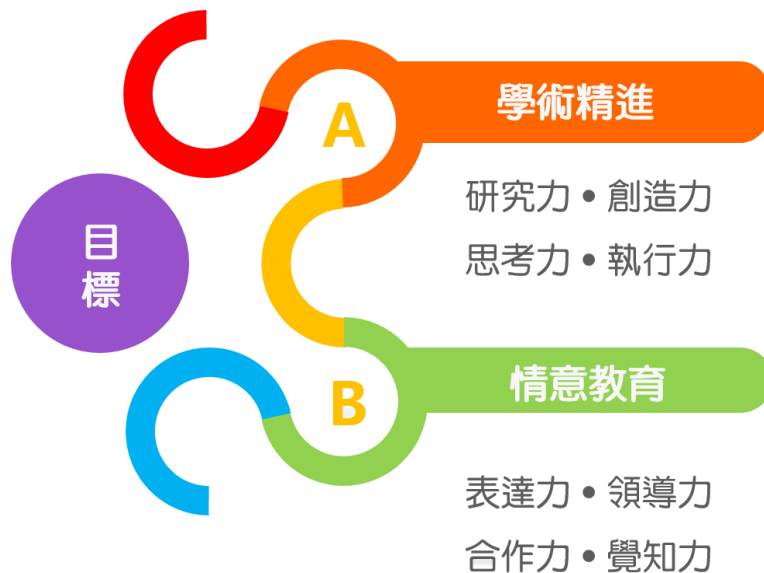 目
標
A
學術精進
研究力•創造力
思考力•執行力
B
情意教育
表達力•領導力
合作力•覺知力